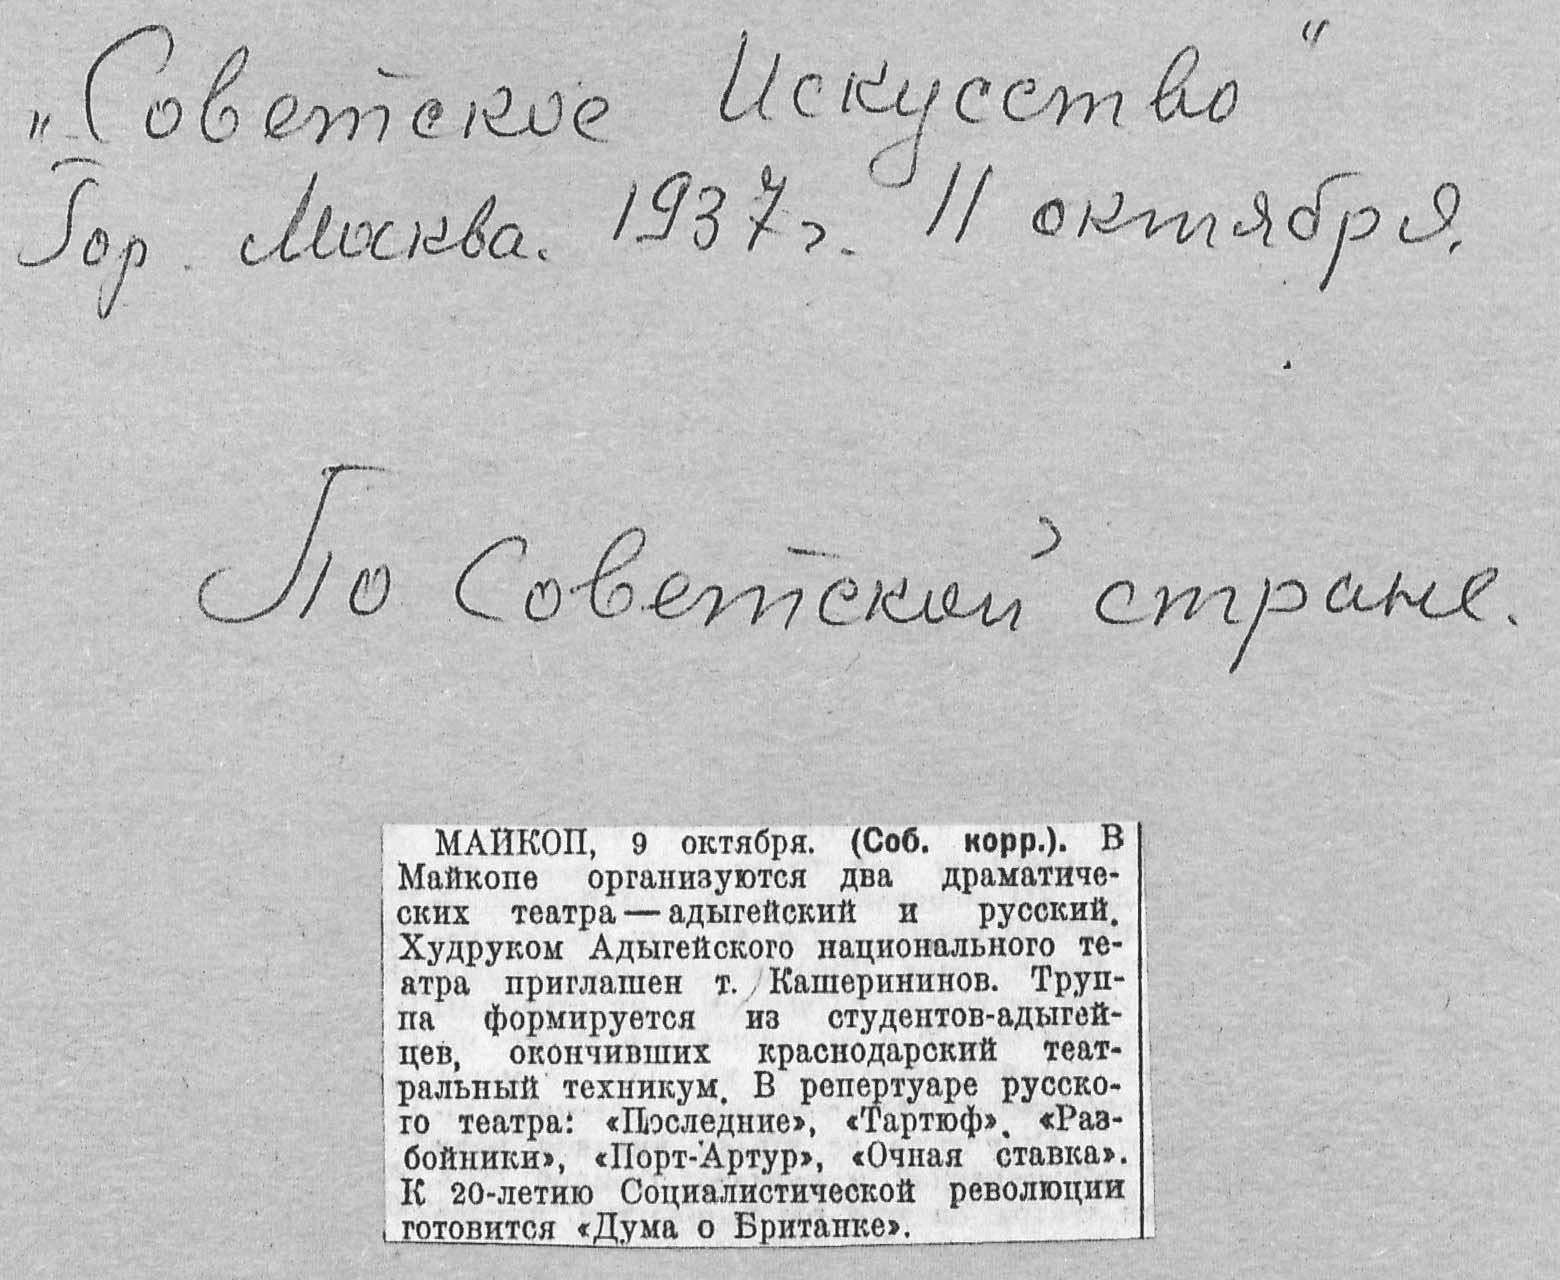 „Советское Искусство"
Гор. Москва. 1937г. 11 октября.
По Советской стране.
МАЙКОП, 9 октября. (Соб. корр.). В
Майкопе организуются два драматиче-
ских театра — адыгейский и русский.
Худруком Адыгейского национального те-
атра приглашен т. Кашерининов. Труп-
па формируется из студентов-адыгей-
цев, окончивших краснодарский теат-
ральный техникум. В репертуаре русско-
го театра: «Последние», «Тартюф». «Раз-
бойники», «Порт-Артур», «Очная ставка».
К 20-летию Социалистической революции
готовится «Дума о Британке».